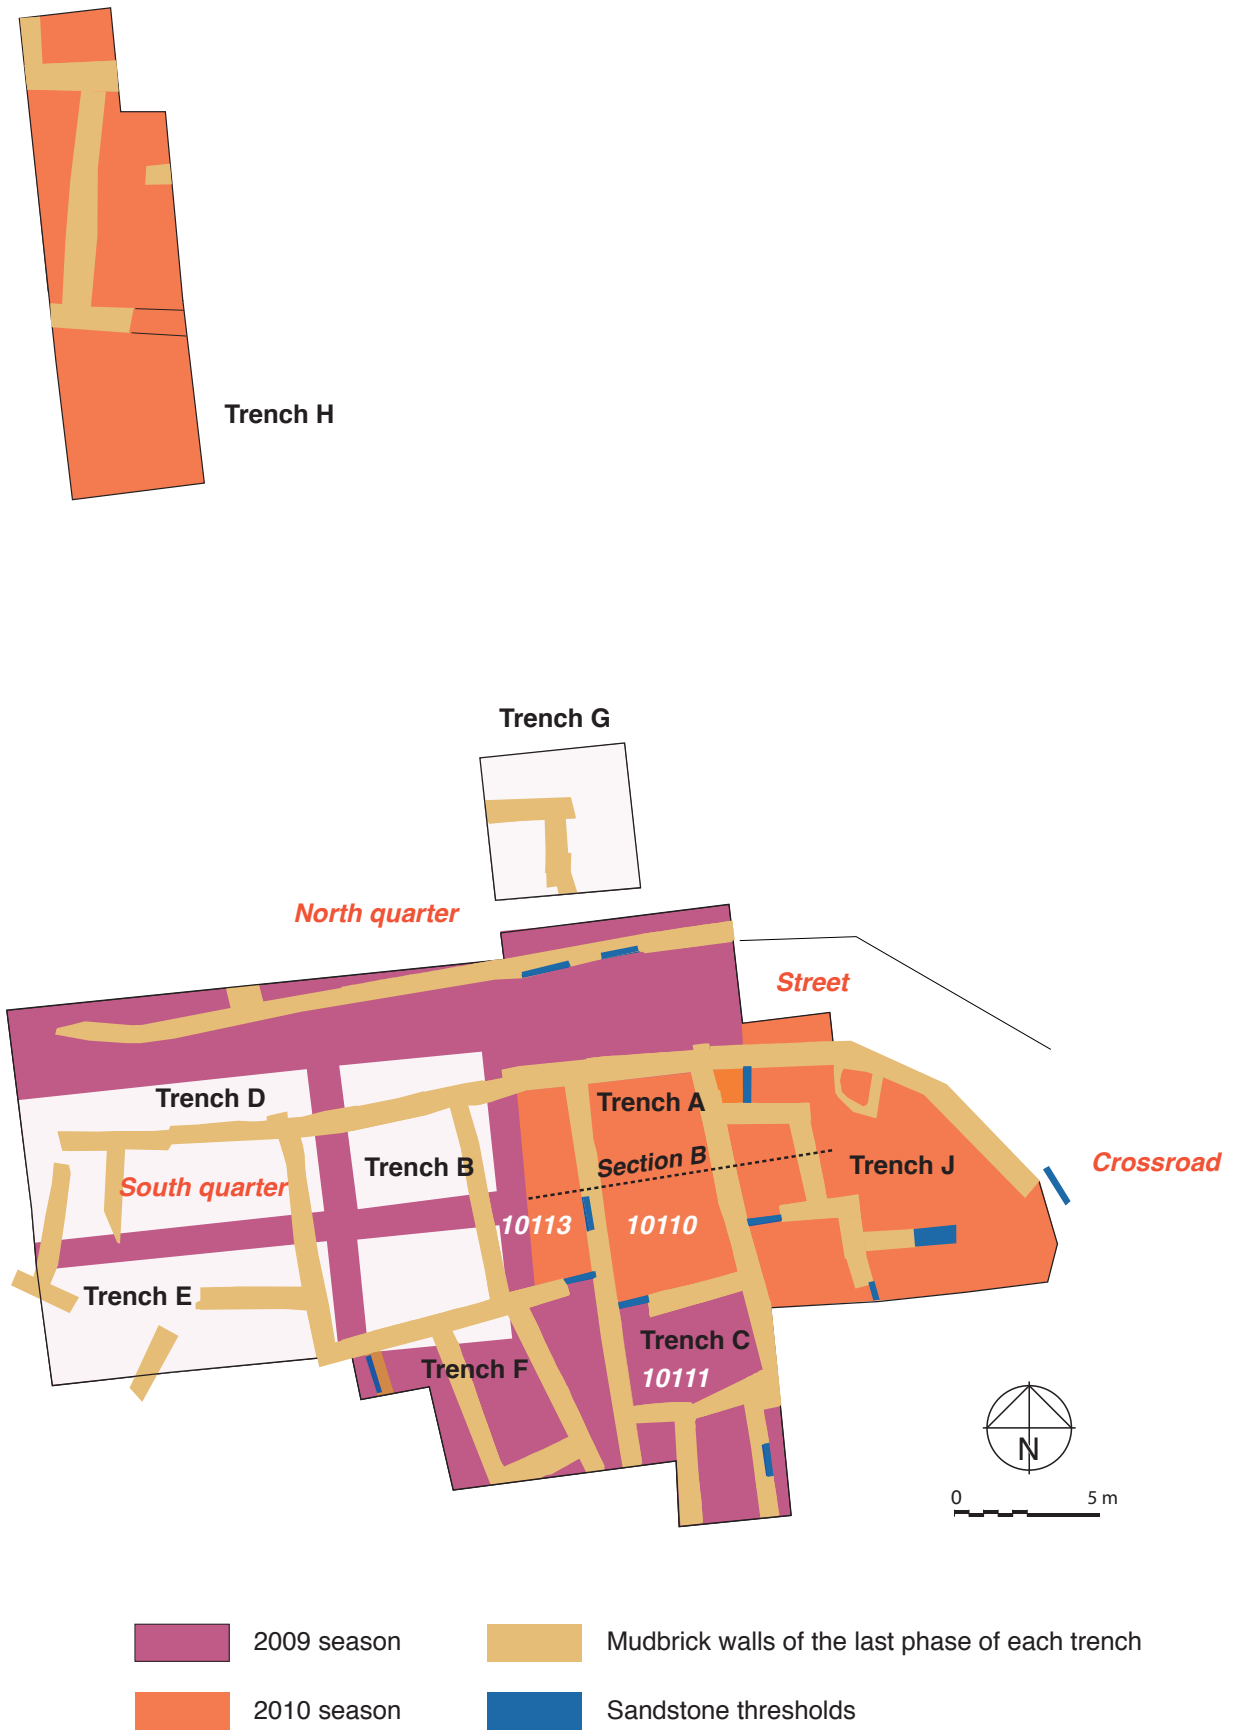 Trench H
Trench G
North quarter
Street
Trench D
Trench A
Section B
Trench B
Trench J
Crossroad
South quarter
10113
10110
Trench E
Trench C
Trench F
10111
N
0 5 m
2009 season
Mudbrick walls of the last phase of each trench
2010 season
Sandstone thresholds